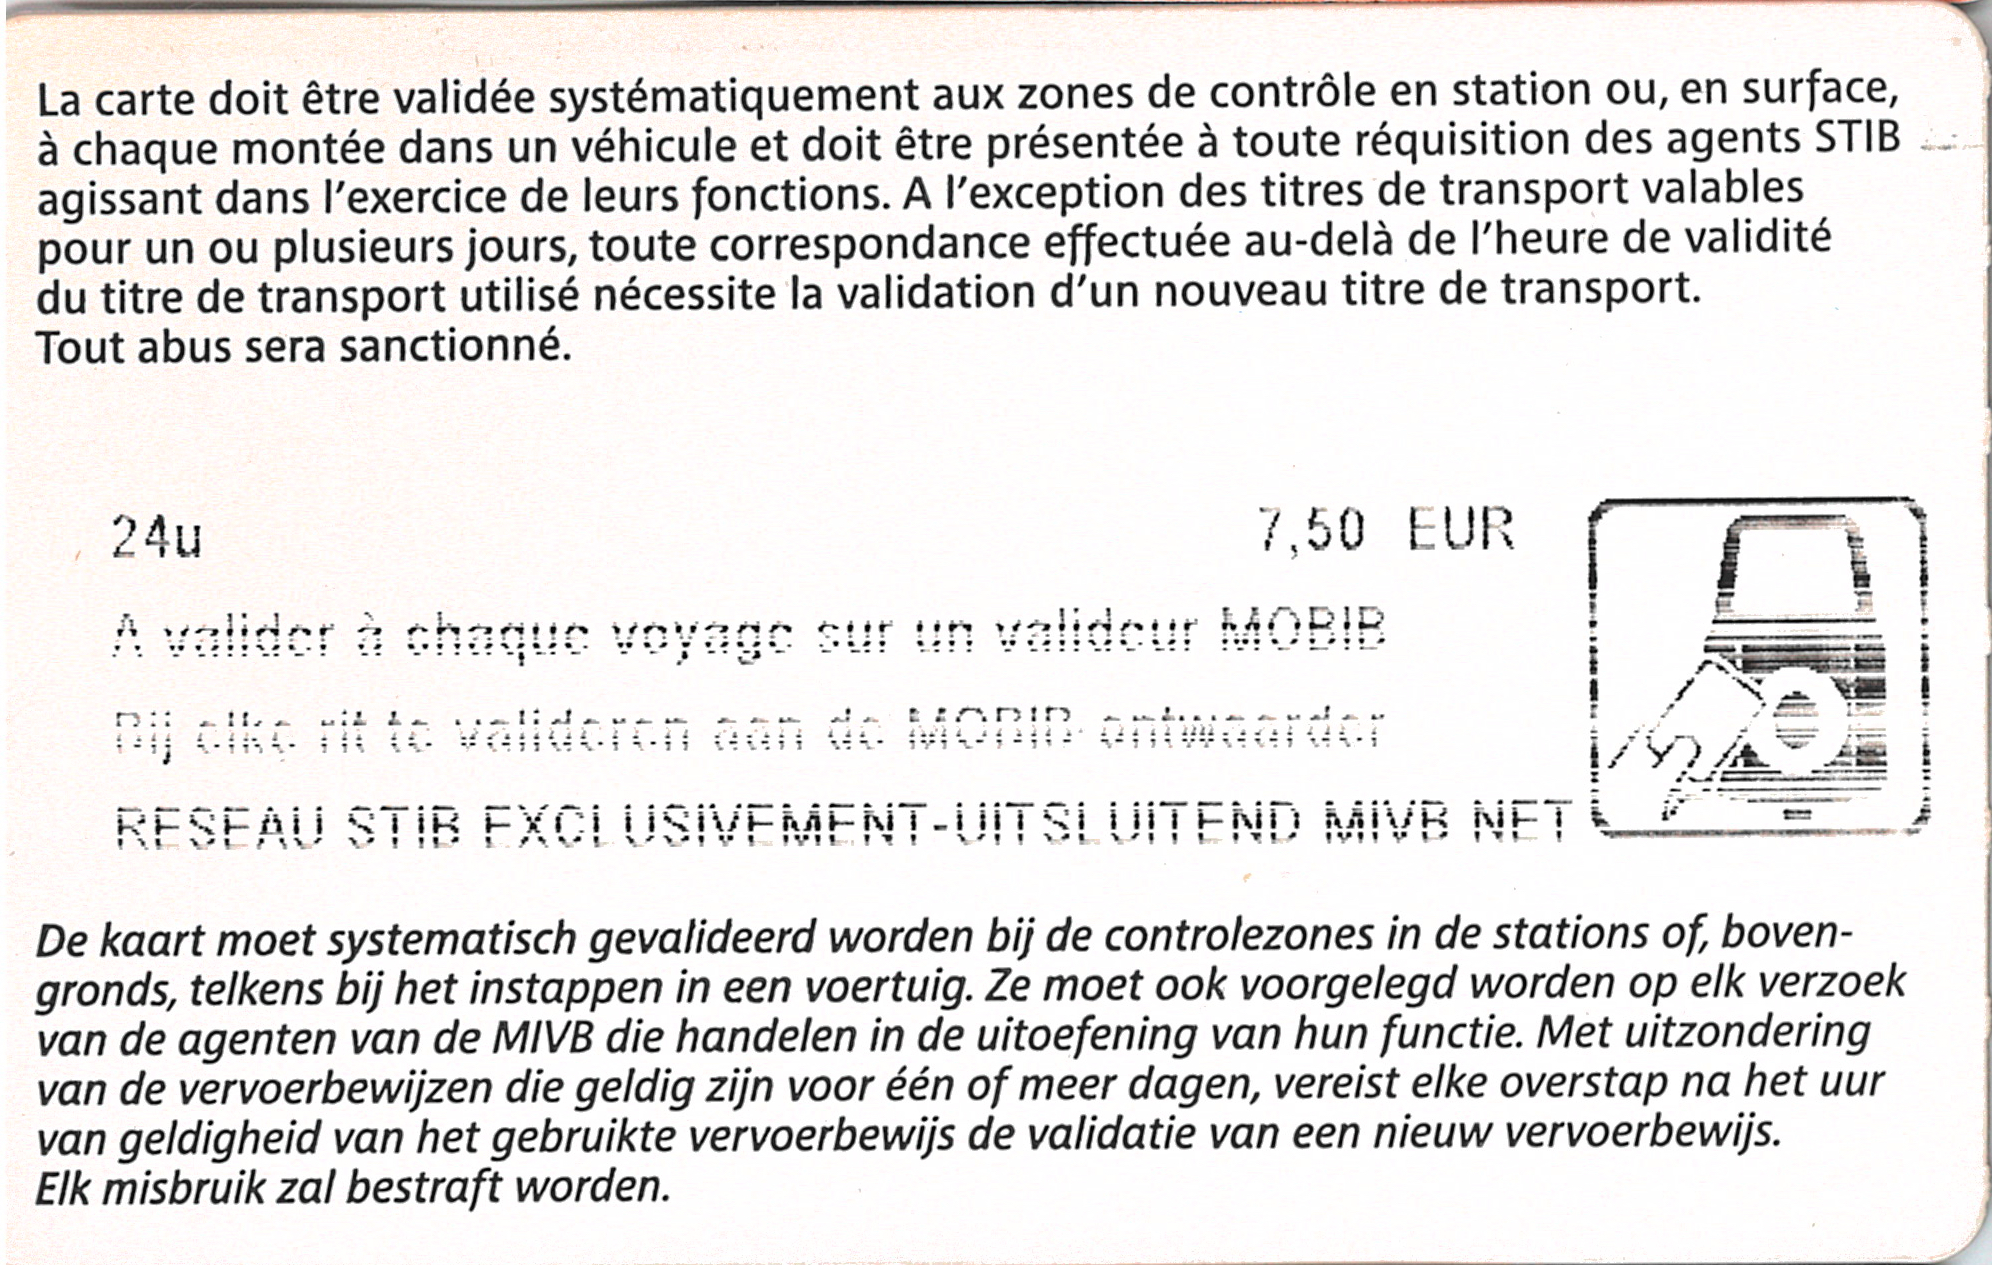 La carte doit être validée systématiquement aux zones de contrôle en station ou, en surface,
à chaque montée dans un véhicule et doit être présentée à toute réquisition des agents STIB
agissant dans l'exercice de leurs fonctions. A l'exception des titres de transport valables
pour un ou plusieurs jours, toute correspondance effectuée au-delà de l'heure de validité
du titre de transport utilisé nécessite la validation d'un nouveau titre de transport.
Tout abus sera sanctionné.
24u 7,50 EUR
A valider à chaque voyage sur un valideur MOBIB
Bij elke rit te valideren aan de MOBIB ontwaarder
RESEAU STIB EXCLUSIVEMENT-UITSLUITEND MIVB NET
De kaart moet systematisch gevalideerd worden bij de controlezones in de stations of, boven-
gronds, telkens bij het instappen in een voertuig. Ze moet ook voorgelegd worden op elk verzoek
van de agenten van de MIVB die handelen in de uitoefening van hun functie. Met uitzondering
van de vervoerbewijzen die geldig zijn voor één of meer dagen, vereist elke overstap na het uur
van geldigheid van het gebruikte vervoerbewijs de validatie van een nieuw vervoerbewijs.
Elk misbruik zal bestraft worden.